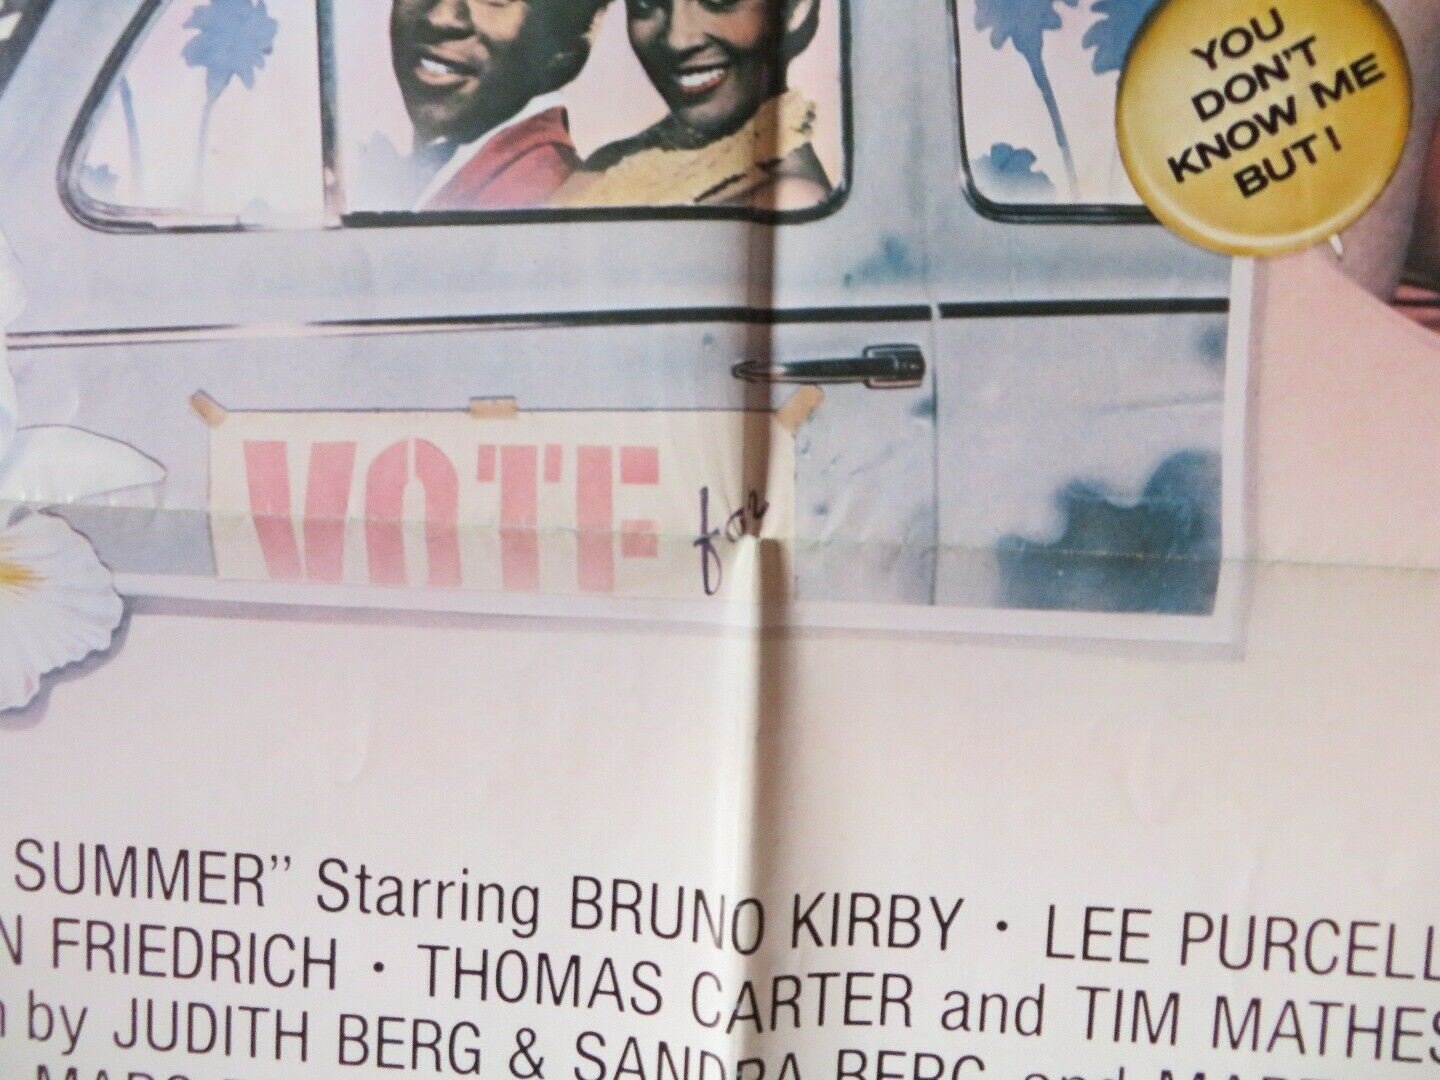 YOU
DON'T
KNOW ME
BUT!
VOTE for
SUMMER” Starring BRUNO KIRBY · LEE PURCELL
N FRIEDRICH · THOMAS CARTER and TIM MATHES
n by JUDITH BERG & SANDRA BERG and